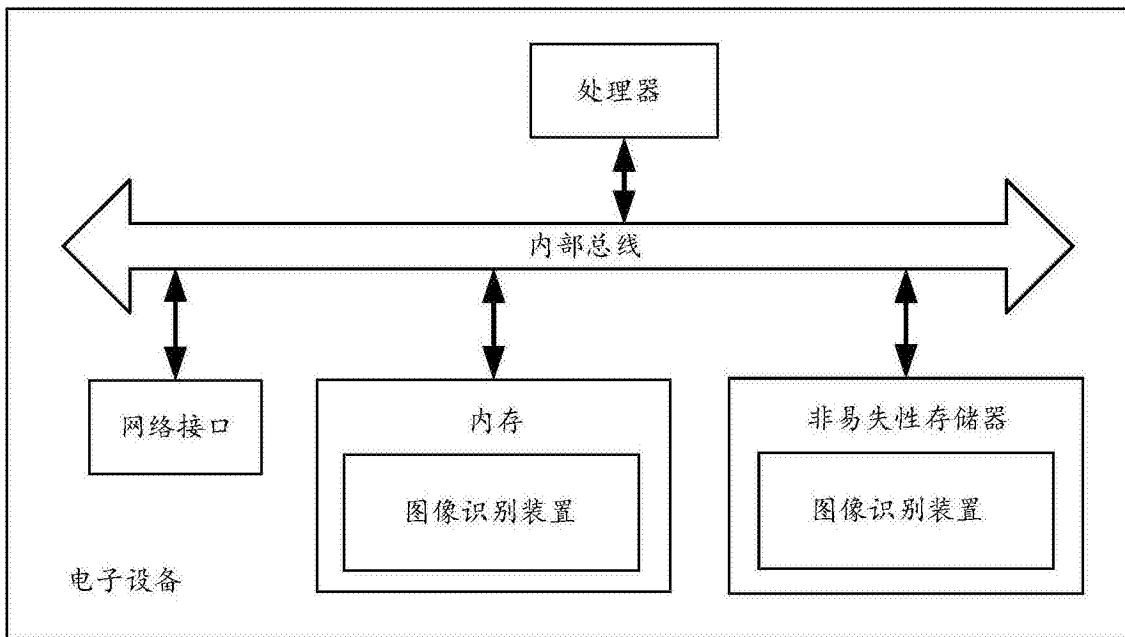 处理器
内部总线
网络接口
内存
非易失性存储器
图像识别装置
图像识别装置
电子设备